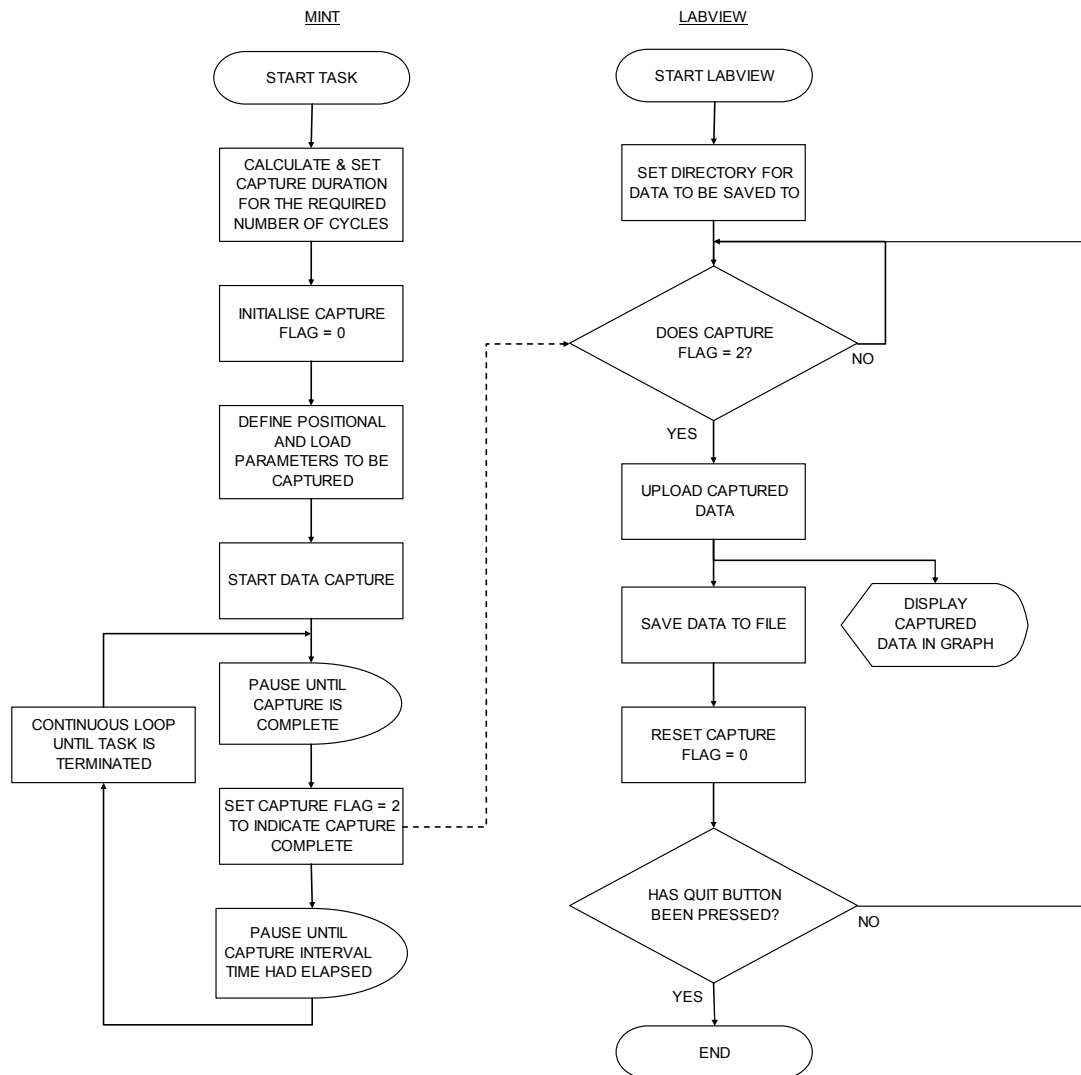 MINT
START TASK
CALCULATE & SET
CAPTURE DURATION
FOR THE REQUIRED
NUMBER OF CYCLES
INITIALISE CAPTURE
FLAG = 0
DEFINE POSITIONAL
AND LOAD
PARAMETERS TO BE
CAPTURED
START DATA CAPTURE
PAUSE UNTIL
CAPTURE IS
COMPLETE
CONTINUOUS LOOP
UNTIL TASK IS
TERMINATED
SET CAPTURE FLAG = 2
TO INDICATE CAPTURE
COMPLETE
PAUSE UNTIL
CAPTURE INTERVAL
TIME HAD ELAPSED
LABVIEW
START LABVIEW
SET DIRECTORY FOR
DATA TO BE SAVED TO
DOES CAPTURE
FLAG = 2?
NO
YES
UPLOAD CAPTURED
DATA
SAVE DATA TO FILE
DISPLAY
CAPTURED
DATA IN GRAPH
RESET CAPTURE
FLAG = 0
HAS QUIT BUTTON
BEEN PRESSED?
NO
YES
END